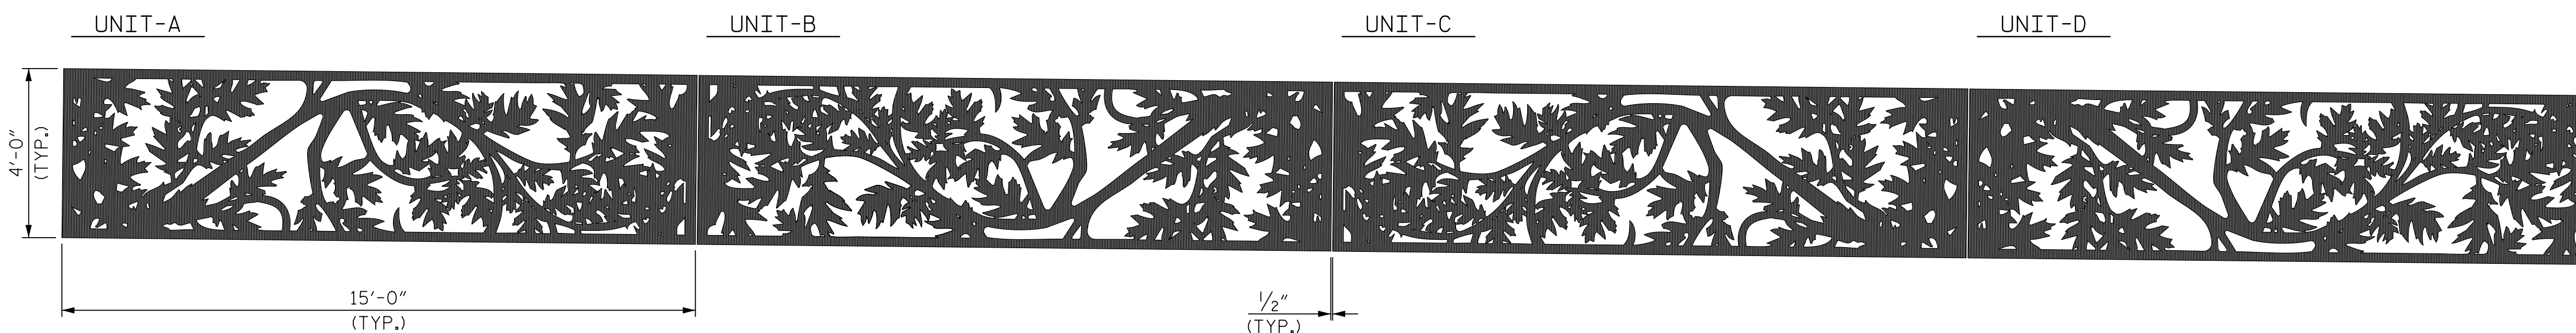 UNIT-A
UNIT-B
UNIT-C
UNIT-D
4'-0"
(TYP.)
15'-0"
(TYP.)
1/2"
(TYP.)